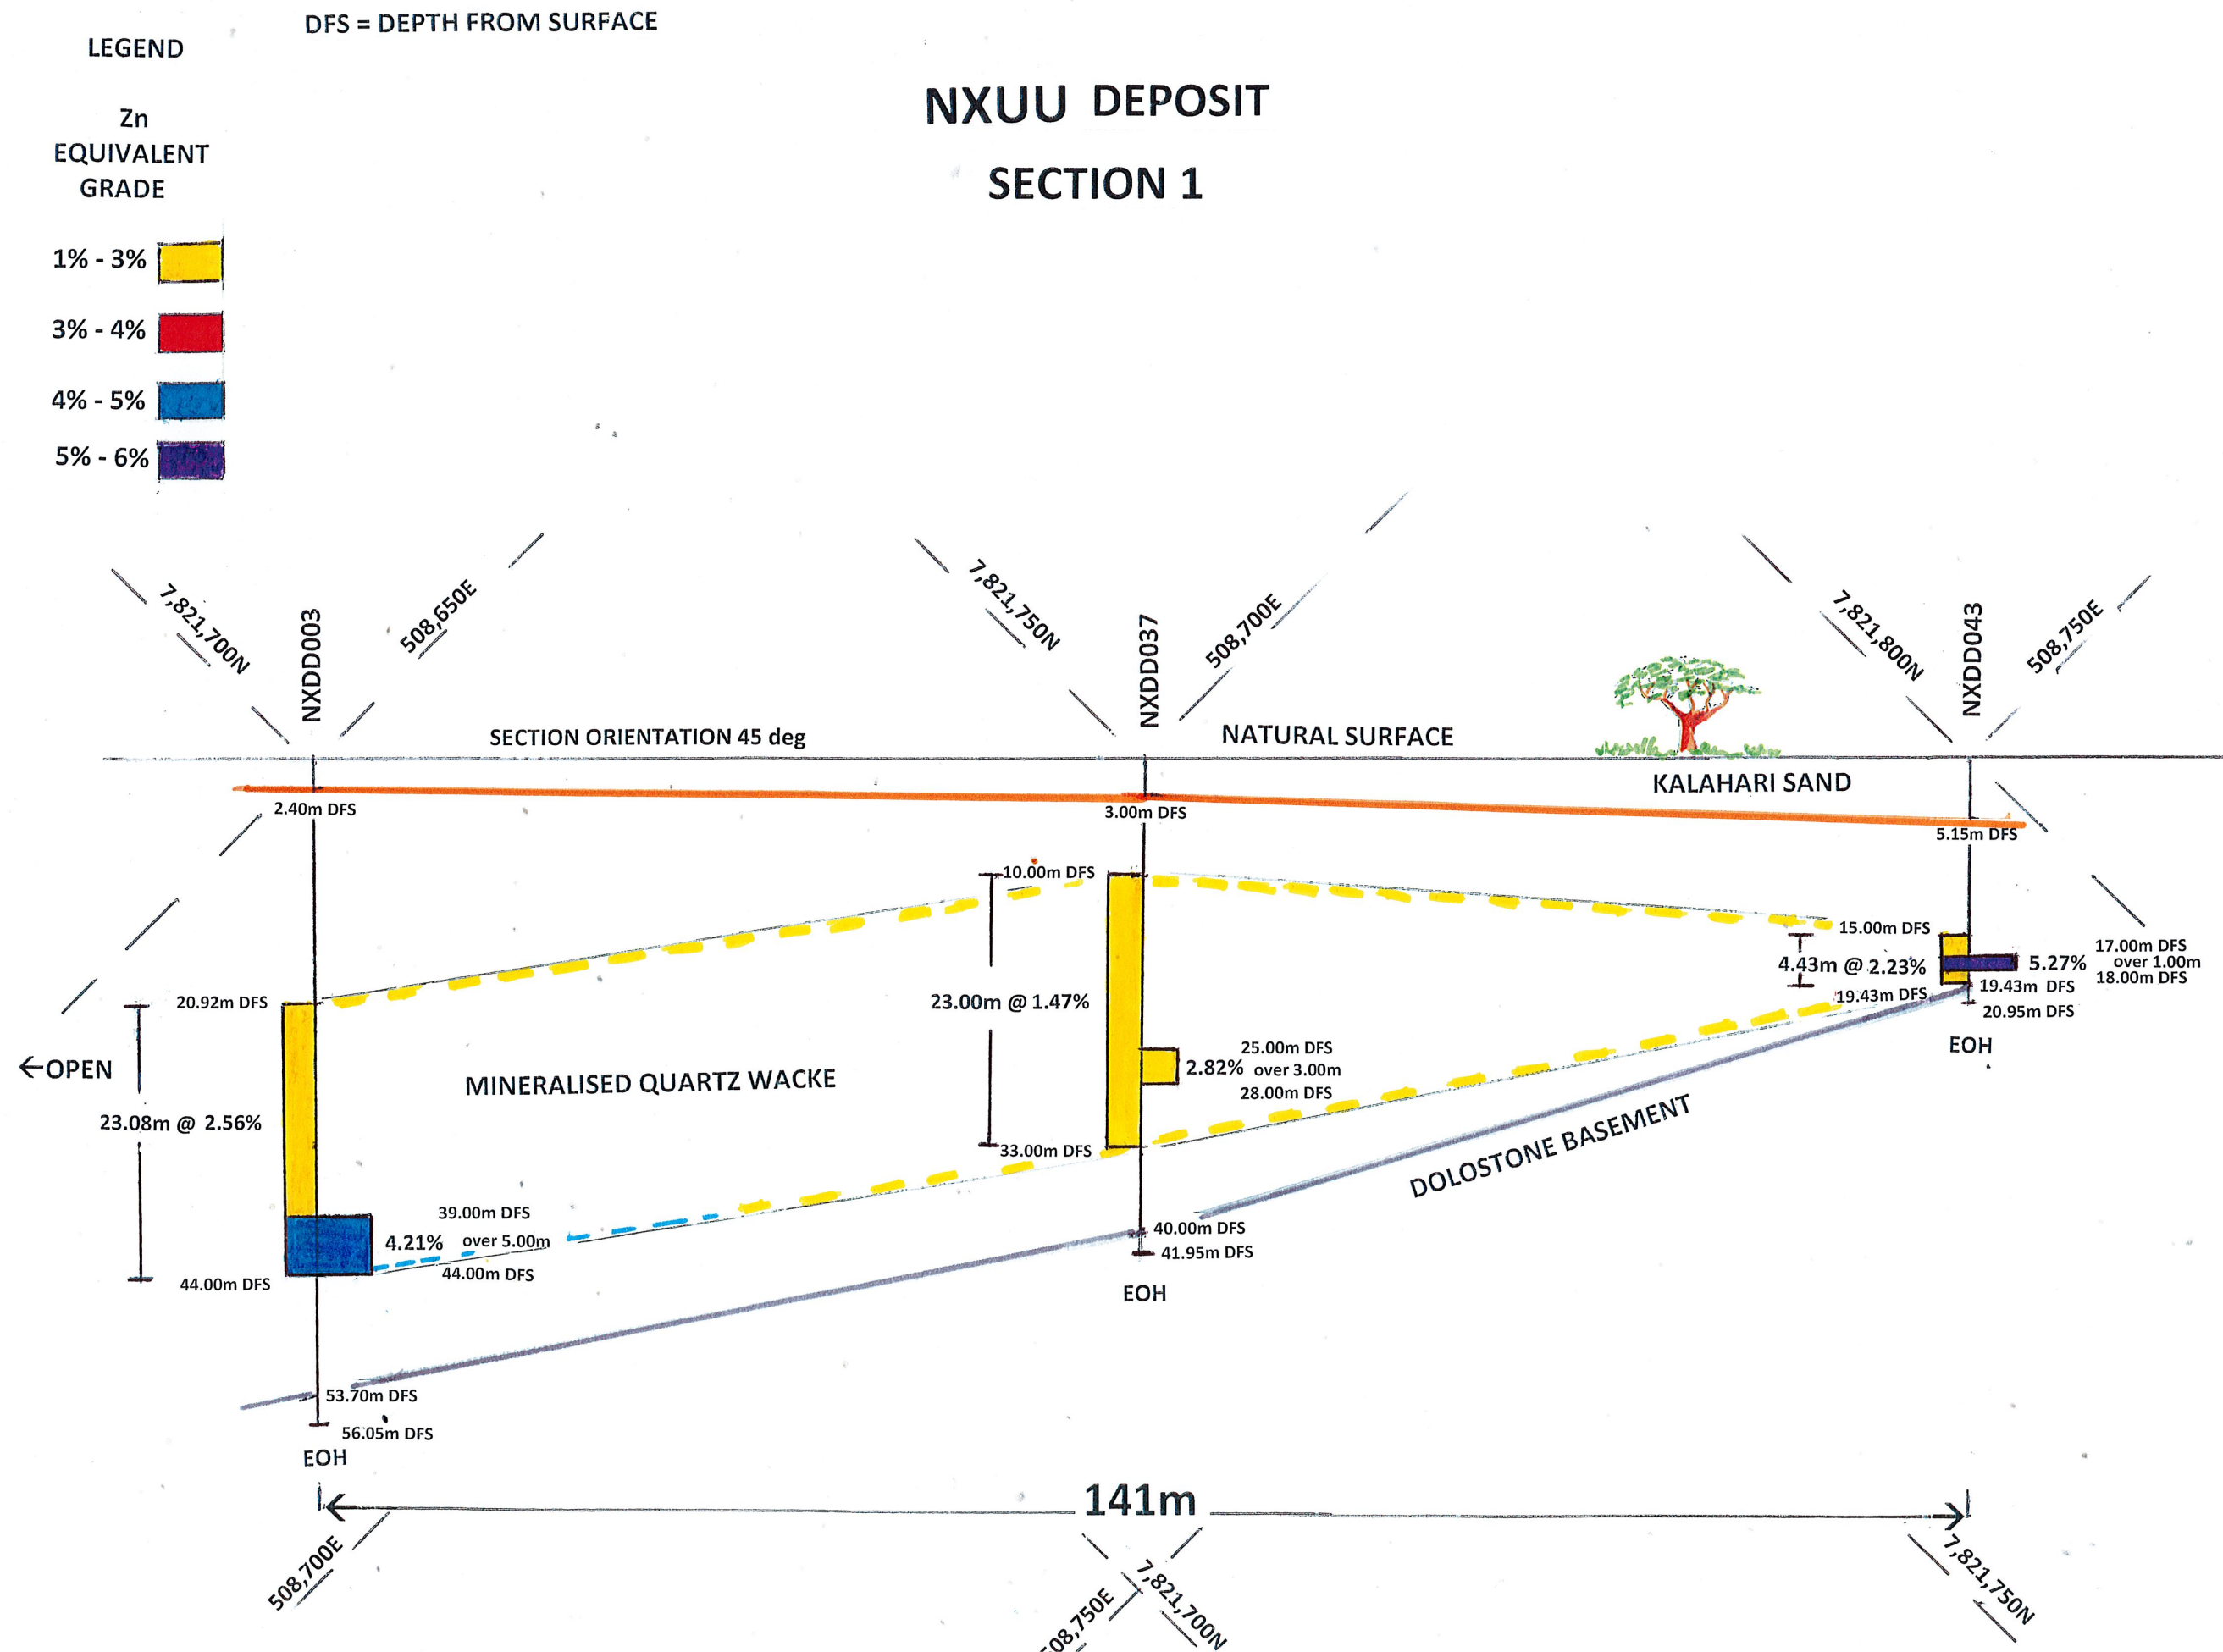 DFS = DEPTH FROM SURFACE
LEGEND
Zn
EQUIVALENT
GRADE
1% - 3%
3% - 4%
4% - 5%
5% - 6%
NXUU DEPOSIT
SECTION 1
7,821,700N
NXDD003
508,650E
7,821,750N
NXDD037
508,700E
7,821,800N
NXDD043
508,750E
SECTION ORIENTATION 45 deg
NATURAL SURFACE
KALAHARI SAND
2.40m DFS
3.00m DFS
5.15m DFS
10.00m DFS
15.00m DFS
17.00m DFS
4.43m @ 2.23%
5.27%
over 1.00m
18.00m DFS
19.43m DFS
19.43m DFS
20.95m DFS
EOH
20.92m DFS
23.00m @ 1.47%
←OPEN
MINERALISED QUARTZ WACKE
25.00m DFS
2.82% over 3.00m
28.00m DFS
23.08m @ 2.56%
33.00m DFS
DOLOSTONE BASEMENT
39.00m DFS
4.21% over 5.00m
44.00m DFS
44.00m DFS
40.00m DFS
41.95m DFS
EOH
53.70m DFS
56.05m DFS
EOH
141m
508,700E
508,750E
7,821,700N
7,821,750N